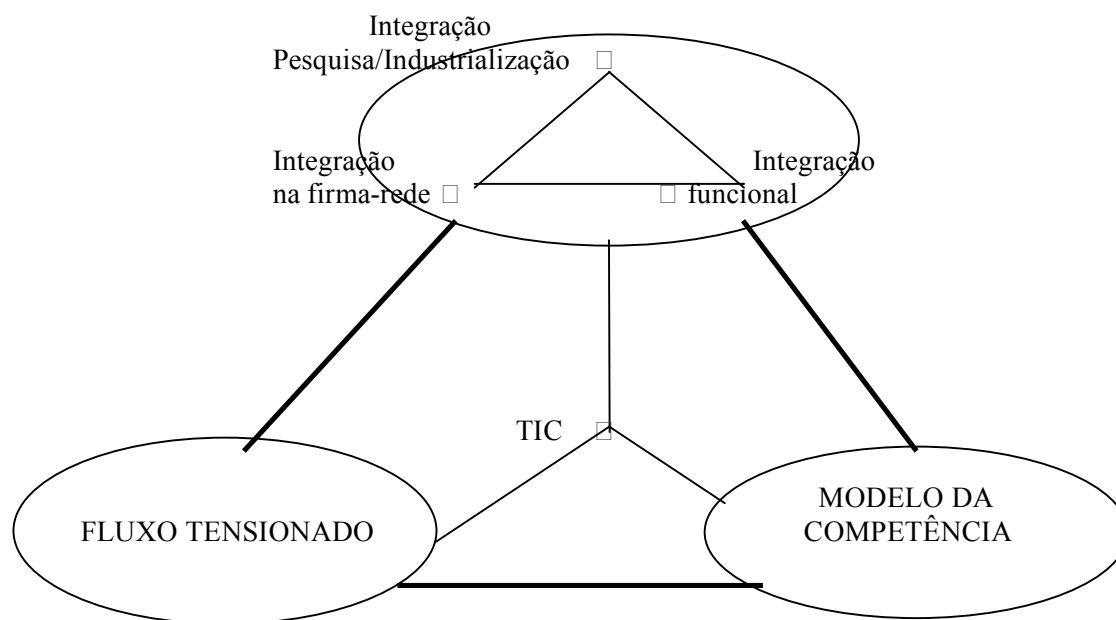 Integração
Pesquisa/Industrialização
Integração
na firma-rede
Integração
funcional
TIC
FLUXO TENSIONADO
MODELO DA
COMPETÊNCIA